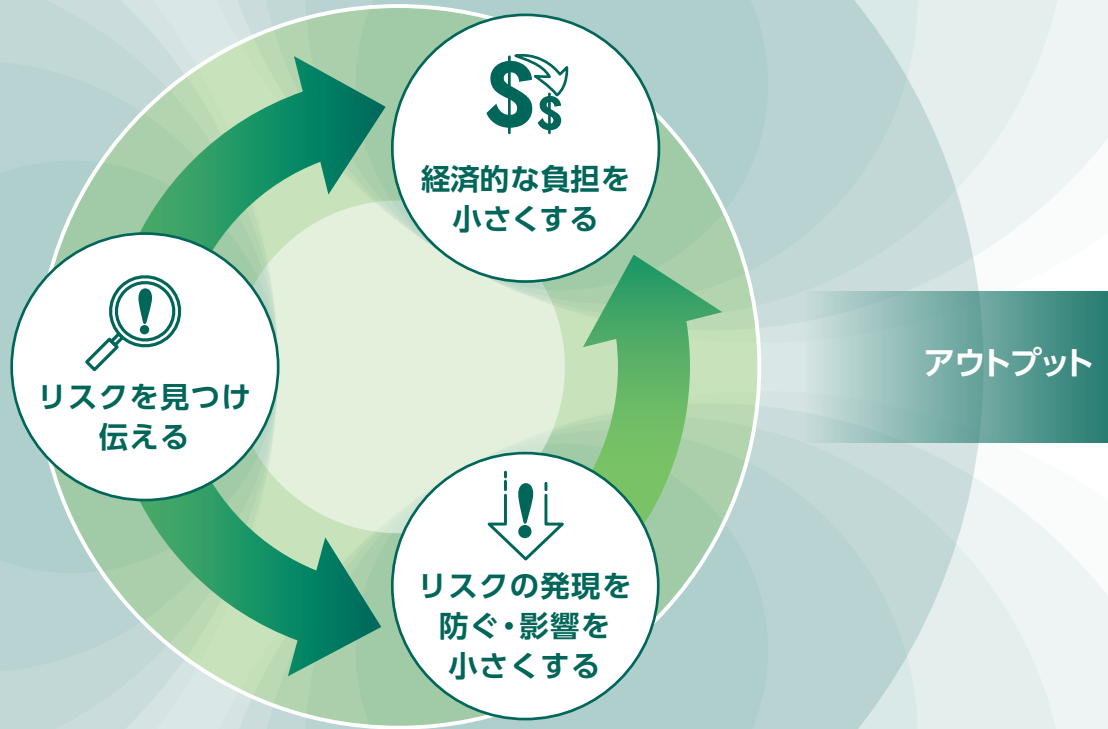 経済的な負担を
小さくする
リスクを見つけ
伝える
リスクの発現を
防ぐ・影響を
小さくする
アウトプット